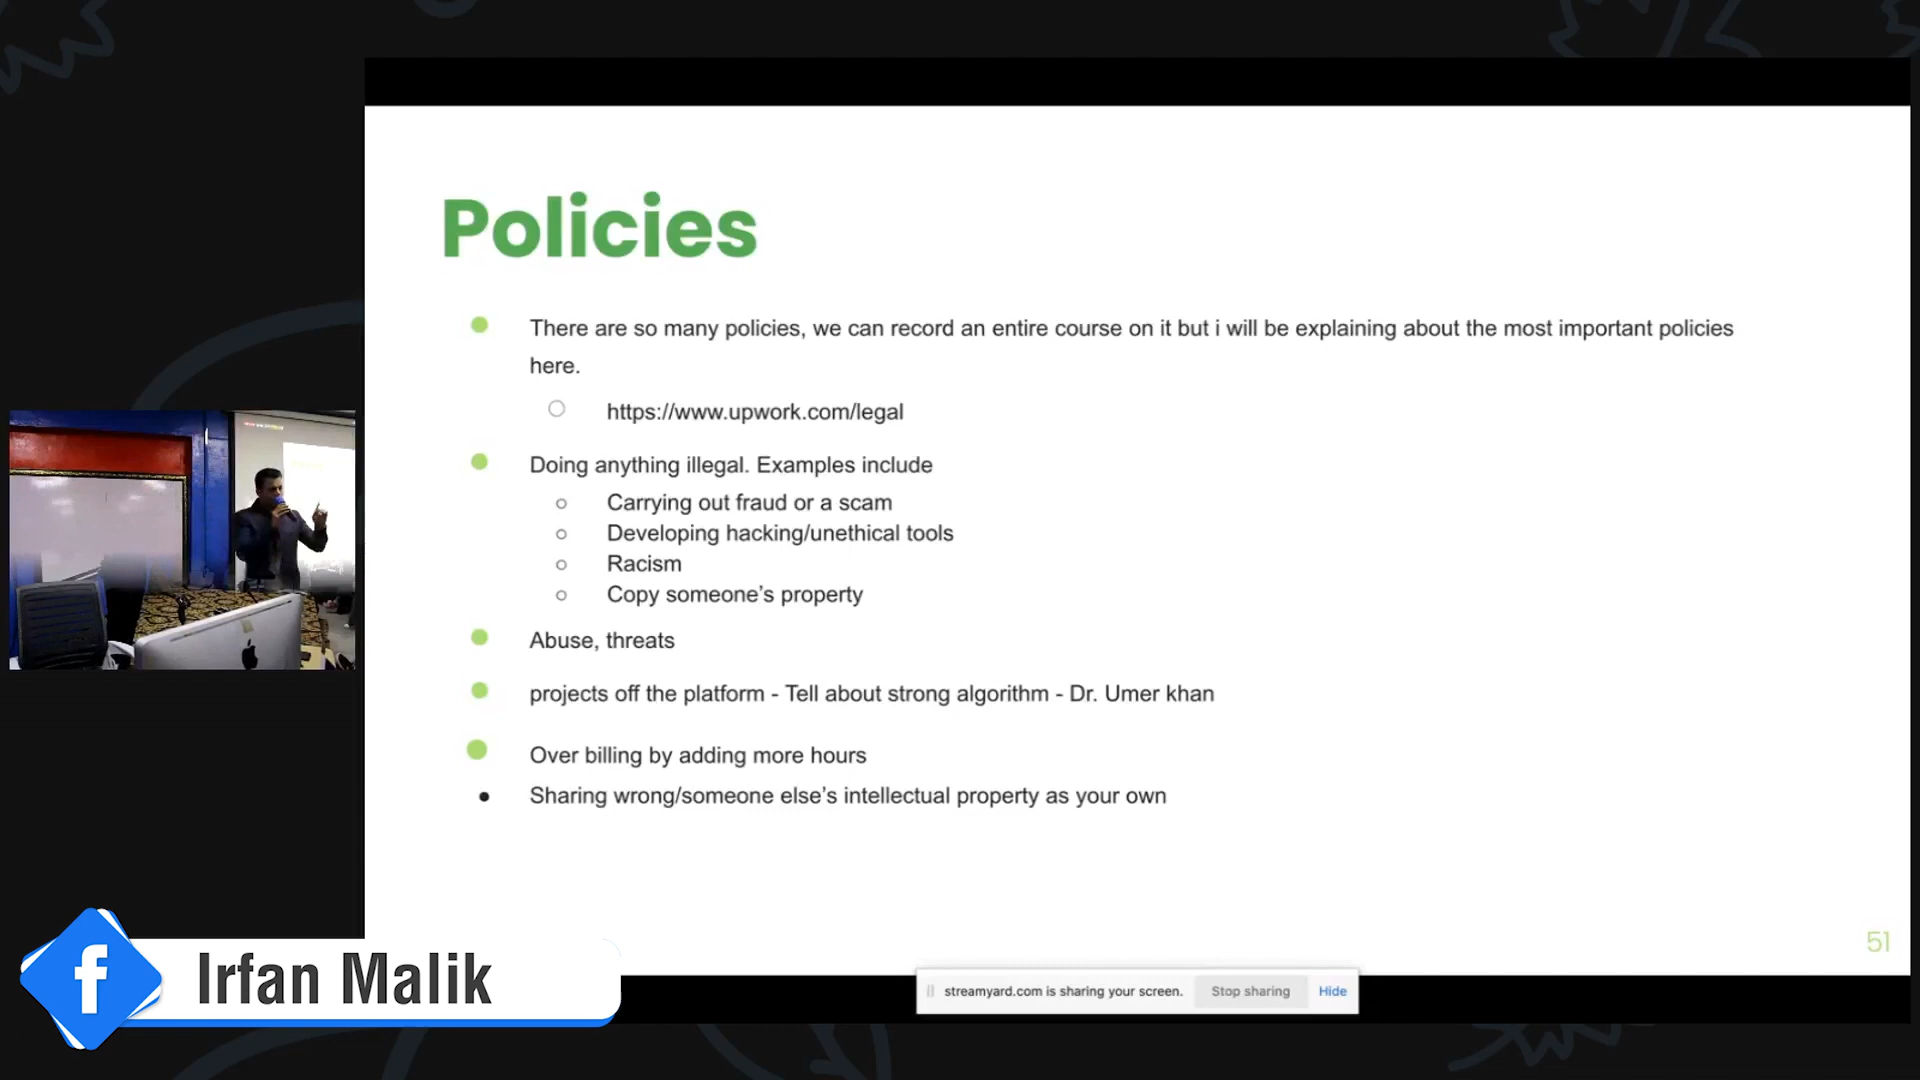 Policies
There are so many policies, we can record an entire course on it but i will be explaining about the most important policies
here.
https://www.upwork.com/legal
Doing anything illegal. Examples include
Carrying out fraud or a scam
Developing hacking/unethical tools
Racism
Copy someone’s property
Abuse, threats
projects off the platform - Tell about strong algorithm - Dr. Umer khan
Over billing by adding more hours
Sharing wrong/someone else’s intellectual property as your own
51
f Irfan Malik
streamyard.com is sharing your screen. Stop sharing Hide